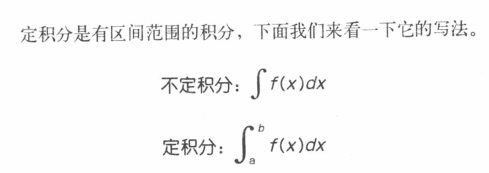 定积分是有区间范围的积分，下面我们来看一下它的写法。
不定积分：∫ f(x)dx
定积分：∫ₐᵇ f(x)dx